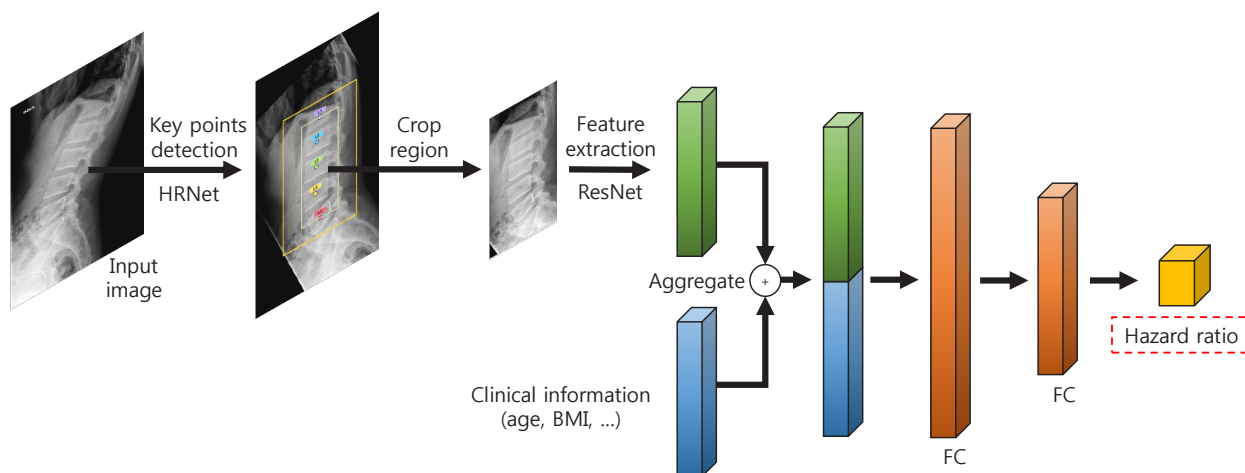 Key points
detection
HRNet
Input
image
Crop
region
Feature
extraction
ResNet
Aggregate
+
Clinical information
(age, BMI, ...)
FC
FC
Hazard ratio